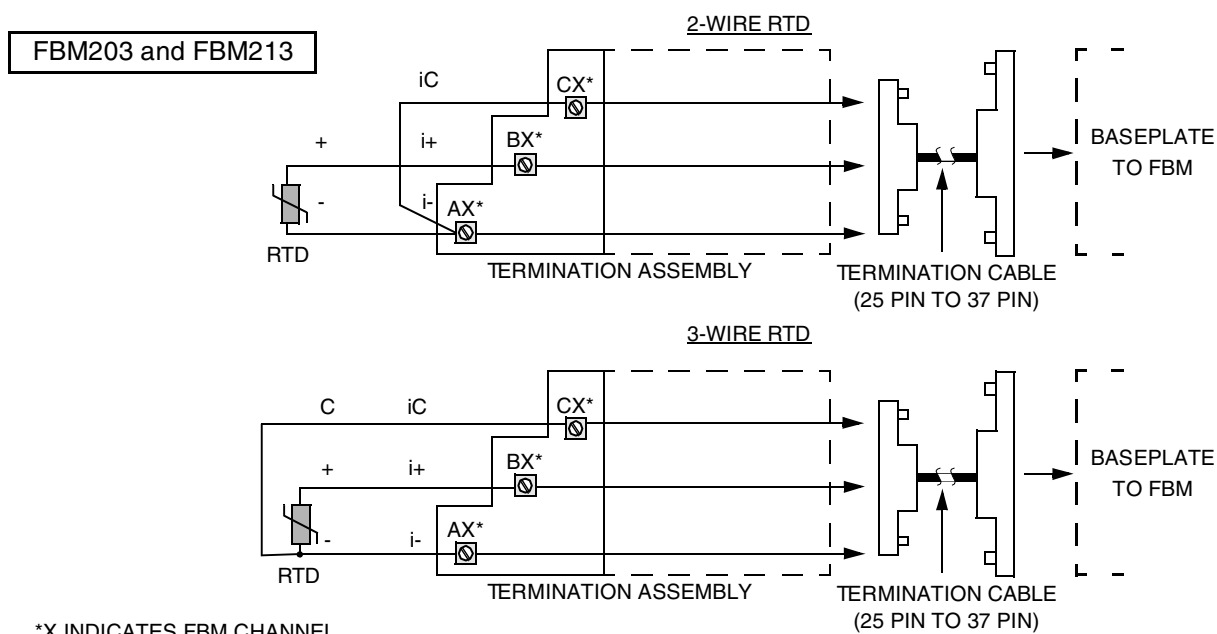 FBM203 and FBM213
2-WIRE RTD
iC
CX*
+
i+
BX*
-
i-
AX*
RTD
TERMINATION ASSEMBLY
TERMINATION CABLE
(25 PIN TO 37 PIN)
BASEPLATE
TO FBM
3-WIRE RTD
C
iC
CX*
+
i+
BX*
-
i-
AX*
RTD
TERMINATION ASSEMBLY
TERMINATION CABLE
(25 PIN TO 37 PIN)
BASEPLATE
TO FBM
*X INDICATES FBM CHANNEL